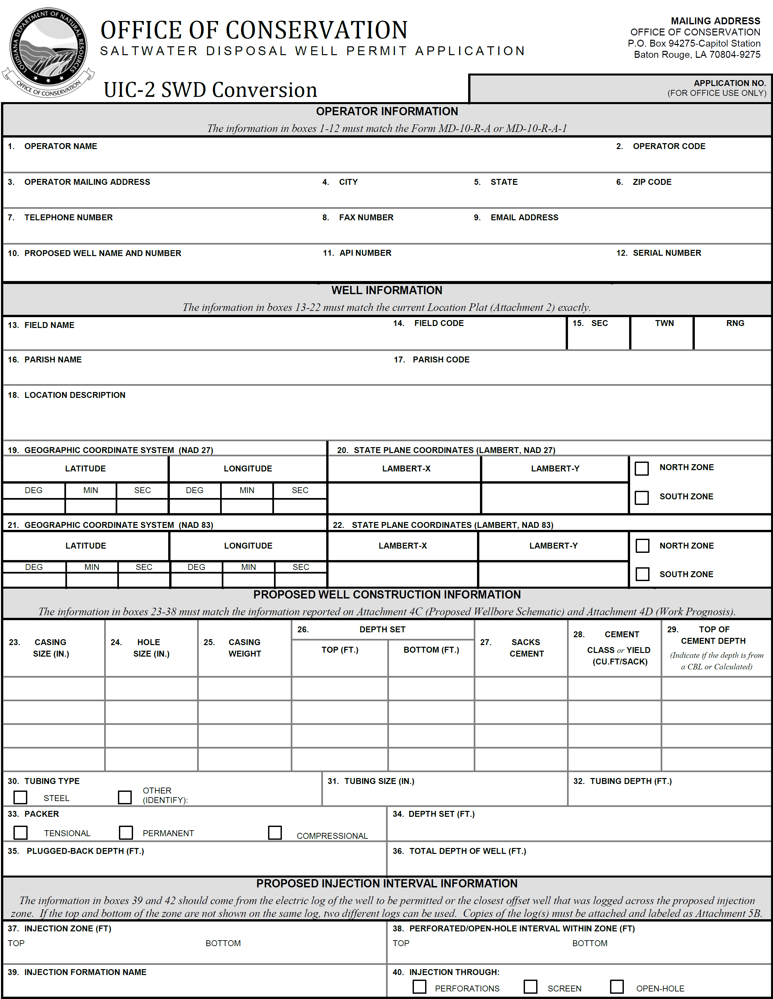 LOUISIANA DEPARTMENT OF NATURAL RESOURCES
OFFICE OF CONSERVATION
OFFICE OF CONSERVATION
SALTWATER DISPOSAL WELL PERMIT APPLICATION
UIC-2 SWD Conversion
MAILING ADDRESS
OFFICE OF CONSERVATION
P.O. Box 94275-Capitol Station
Baton Rouge, LA 70804-9275
APPLICATION NO.
(FOR OFFICE USE ONLY)
OPERATOR INFORMATION
The information in boxes 1-12 must match the Form MD-10-R-A or MD-10-R-A-1
1. OPERATOR NAME 2. OPERATOR CODE
3. OPERATOR MAILING ADDRESS 4. CITY 5. STATE 6. ZIP CODE
7. TELEPHONE NUMBER 8. FAX NUMBER 9. EMAIL ADDRESS
10. PROPOSED WELL NAME AND NUMBER 11. API NUMBER 12. SERIAL NUMBER
WELL INFORMATION
The information in boxes 13-22 must match the current Location Plat (Attachment 2) exactly.
13. FIELD NAME 14. FIELD CODE 15. SEC TWN RNG
16. PARISH NAME 17. PARISH CODE
18. LOCATION DESCRIPTION
19. GEOGRAPHIC COORDINATE SYSTEM (NAD 27) 20. STATE PLANE COORDINATES (LAMBERT, NAD 27)
LATITUDE LONGITUDE LAMBERT-X LAMBERT-Y NORTH ZONE
DEG MIN SEC DEG MIN SEC SOUTH ZONE
21. GEOGRAPHIC COORDINATE SYSTEM (NAD 83) 22. STATE PLANE COORDINATES (LAMBERT, NAD 83)
LATITUDE LONGITUDE LAMBERT-X LAMBERT-Y NORTH ZONE
DEG MIN SEC DEG MIN SEC SOUTH ZONE
PROPOSED WELL CONSTRUCTION INFORMATION
The information in boxes 23-38 must match the information reported on Attachment 4C (Proposed Wellbore Schematic) and Attachment 4D (Work Prognosis).
23. CASING
SIZE (IN.)
24. HOLE
SIZE (IN.)
25. CASING
WEIGHT
26. DEPTH SET
TOP (FT.) BOTTOM (FT.)
27. SACKS
CEMENT
28. CEMENT
CLASS or YIELD
(CU.FT/SACK)
29. TOP OF
CEMENT DEPTH
(Indicate if the depth is from
a CBL or Calculated)
30. TUBING TYPE
STEEL
OTHER
(IDENTIFY):
31. TUBING SIZE (IN.)
32. TUBING DEPTH (FT.)
33. PACKER
TENSIONAL PERMANENT COMPRESSIONAL
34. DEPTH SET (FT.)
35. PLUGGED-BACK DEPTH (FT.) 36. TOTAL DEPTH OF WELL (FT.)
PROPOSED INJECTION INTERVAL INFORMATION
The information in boxes 39 and 42 should come from the electric log of the well to be permitted or the closest offset well that was logged across the proposed injection
zone. If the top and bottom of the zone are not shown on the same log, two different logs can be used. Copies of the log(s) must be attached and labeled as Attachment 5B.
37. INJECTION ZONE (FT) 38. PERFORATED/OPEN-HOLE INTERVAL WITHIN ZONE (FT)
TOP BOTTOM TOP BOTTOM
39. INJECTION FORMATION NAME 40. INJECTION THROUGH:
PERFORATIONS SCREEN OPEN-HOLE